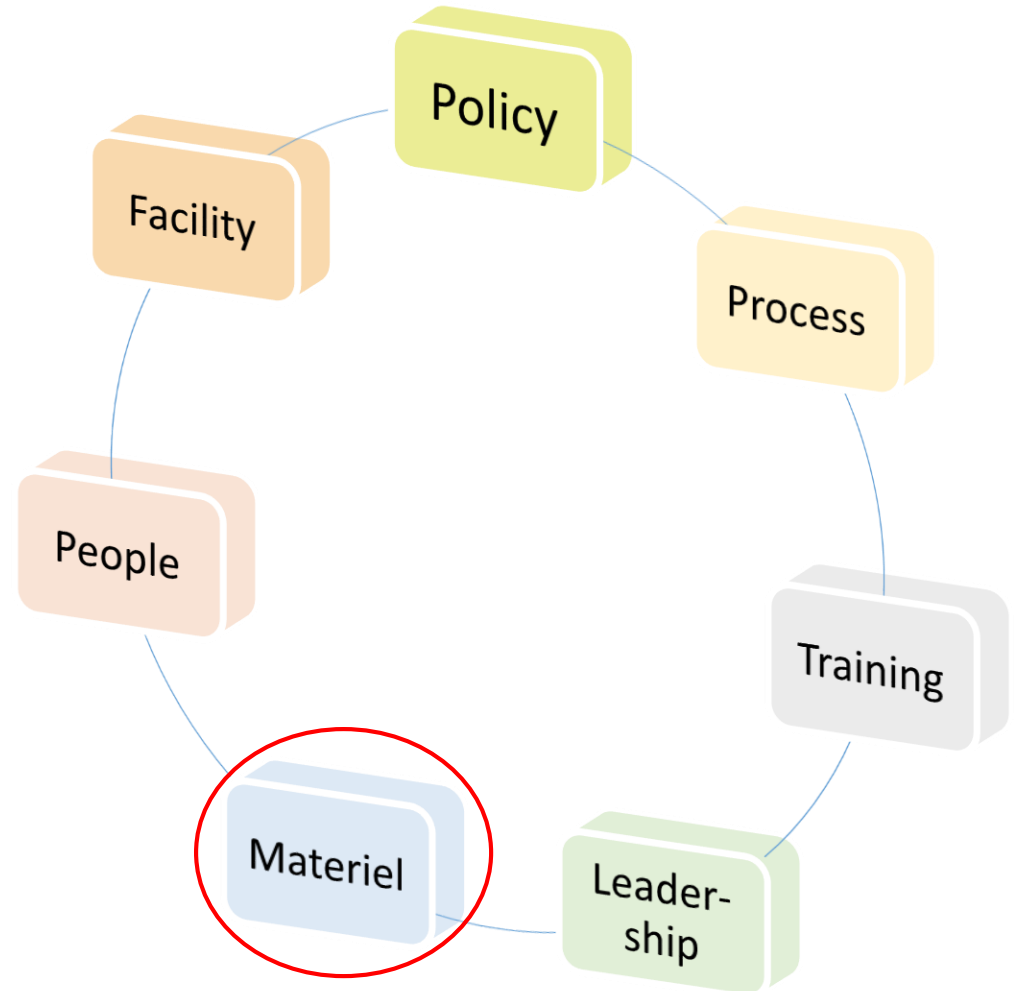 Policy
Process
Training
Leader-
ship
Materiel
People
Facility